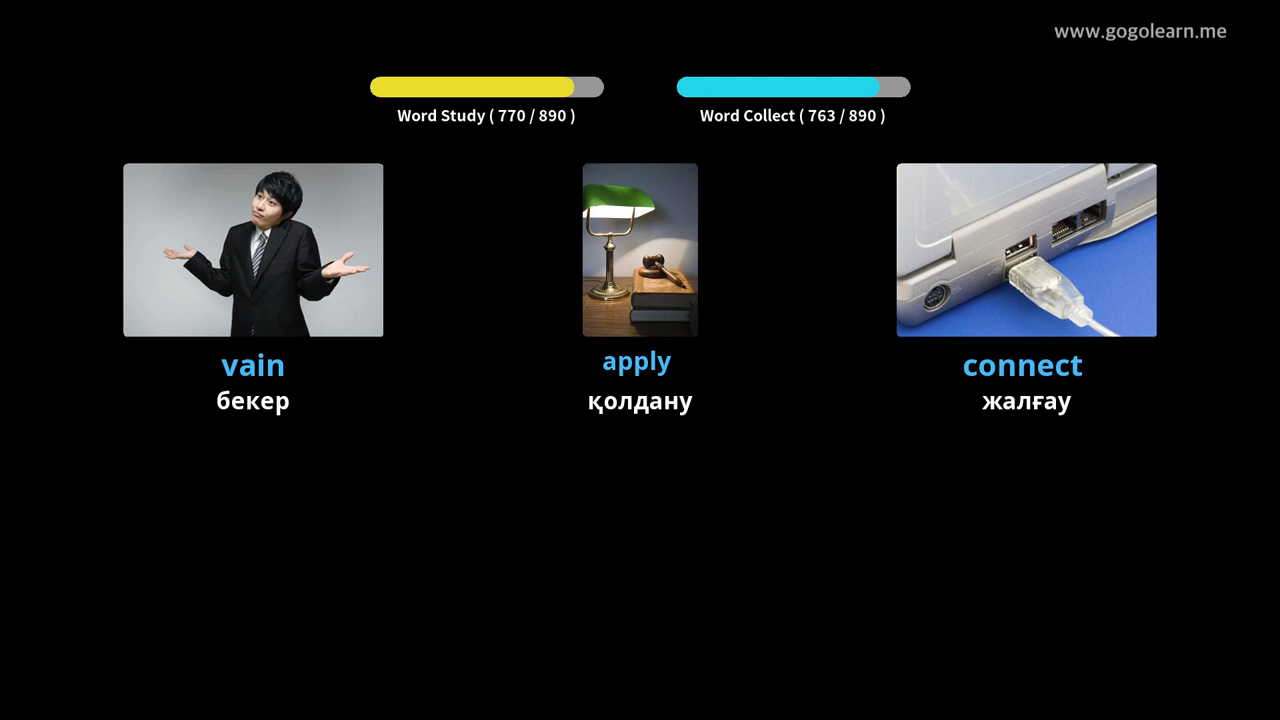 www.gogolearn.me
Word Study ( 770 / 890 )
Word Collect ( 763 / 890 )
vain
бекер
apply
қолдану
connect
жалғау